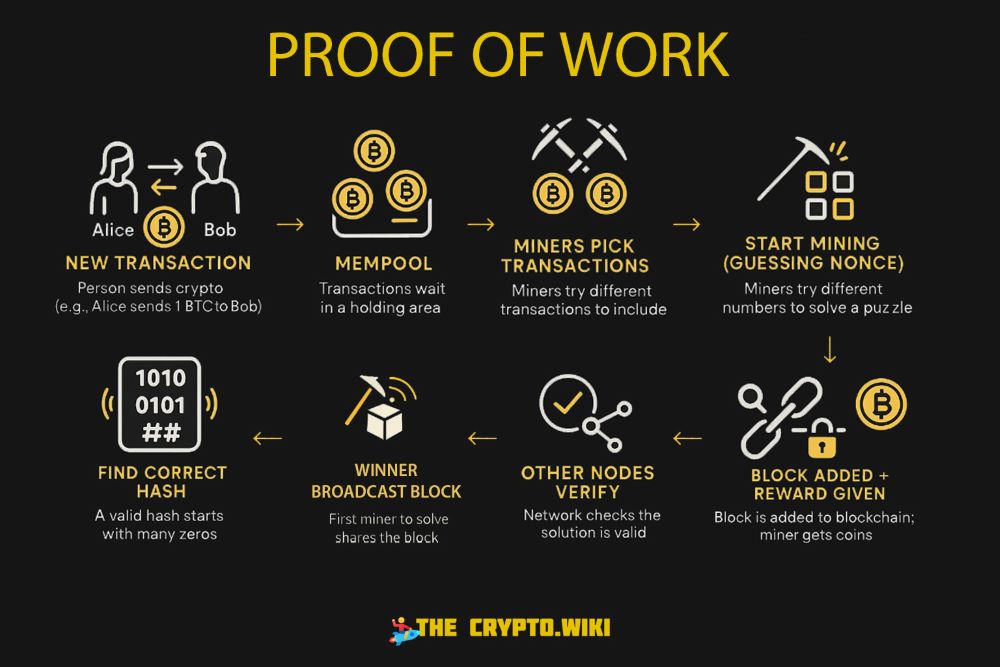 PROOF OF WORK
Alice
Bob
NEW TRANSACTION
Person sends crypto
(e.g., Alice sends 1 BTC to Bob)
MEMPOOL
Transactions wait
in a holding area
MINERS PICK
TRANSACTIONS
Miners try different
transactions to include
START MINING
(GUESSING NONCE)
Miners try different
numbers to solve a puzzle
1010
0101
##
FIND CORRECT
HASH
A valid hash starts
with many zeros
WINNER
BROADCAST BLOCK
First miner to solve
shares the block
OTHER NODES
VERIFY
Network checks the
solution is valid
BLOCK ADDED +
REWARD GIVEN
Block is added to blockchain;
miner gets coins
THE CRYPTO.WIKI